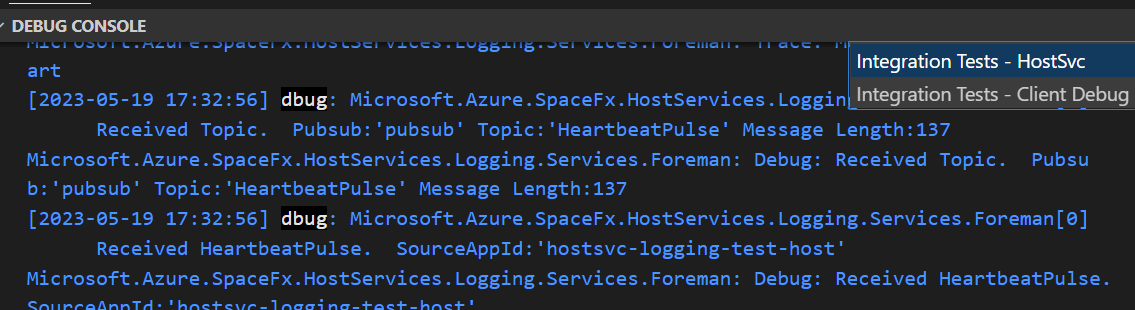 DEBUG CONSOLE
Microsoft.Azure.SpaceFx.HostServices.Logging.Services.Foreman: Trace: M
art
Integration Tests - HostSvc
Integration Tests - Client Debug
[2023-05-19 17:32:56] dbug: Microsoft.Azure.SpaceFx.HostServices.Logging
Received Topic.  Pubsub:'pubsub' Topic:'HeartbeatPulse' Message Length:137
Microsoft.Azure.SpaceFx.HostServices.Logging.Services.Foreman: Debug: Received Topic.  Pubsu
b:'pubsub' Topic:'HeartbeatPulse' Message Length:137
[2023-05-19 17:32:56] dbug: Microsoft.Azure.SpaceFx.HostServices.Logging.Services.Foreman[0]
Received HeartbeatPulse.  SourceAppId:'hostsvc-logging-test-host'
Microsoft.Azure.SpaceFx.HostServices.Logging.Services.Foreman: Debug: Received HeartbeatPulse.
SourceAppId:'hostsvc-logging-test-host'